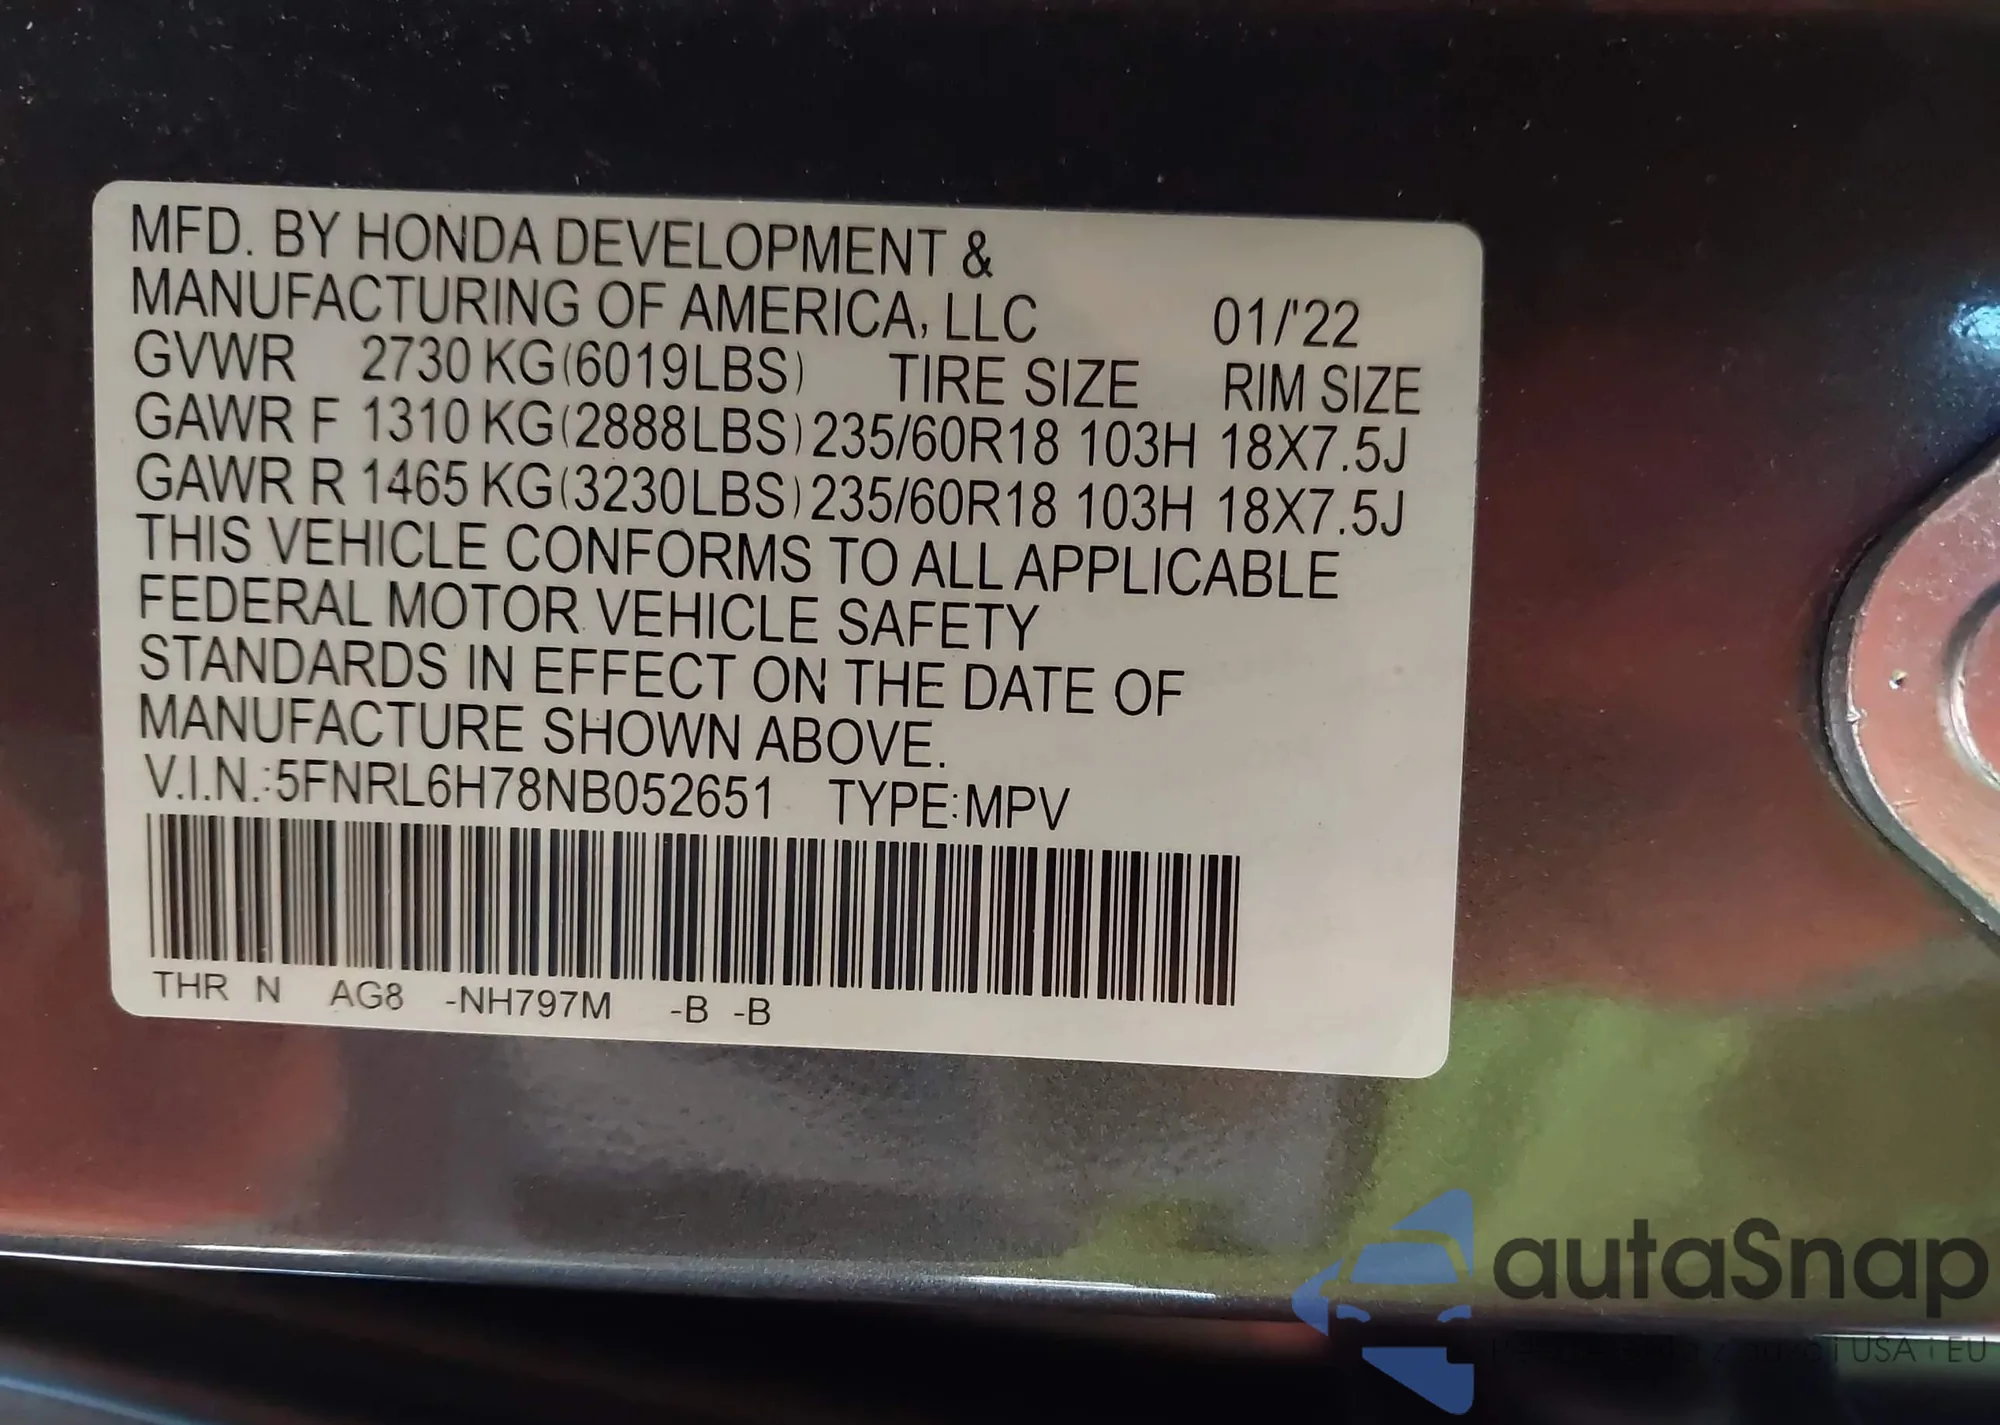 MFD. BY HONDA DEVELOPMENT &
MANUFACTURING OF AMERICA, LLC 01/'22
GVWR 2730 KG(6019LBS) TIRE SIZE RIM SIZE
GAWR F 1310 KG(2888LBS) 235/60R18 103H 18X7.5J
GAWR R 1465 KG(3230LBS) 235/60R18 103H 18X7.5J
THIS VEHICLE CONFORMS TO ALL APPLICABLE
FEDERAL MOTOR VEHICLE SAFETY
STANDARDS IN EFFECT ON THE DATE OF
MANUFACTURE SHOWN ABOVE.
V.I.N.:5FNRL6H78NB052651 TYPE:MPV
THR N AG8 -NH797M -B -B
autaSnap
USA i EU